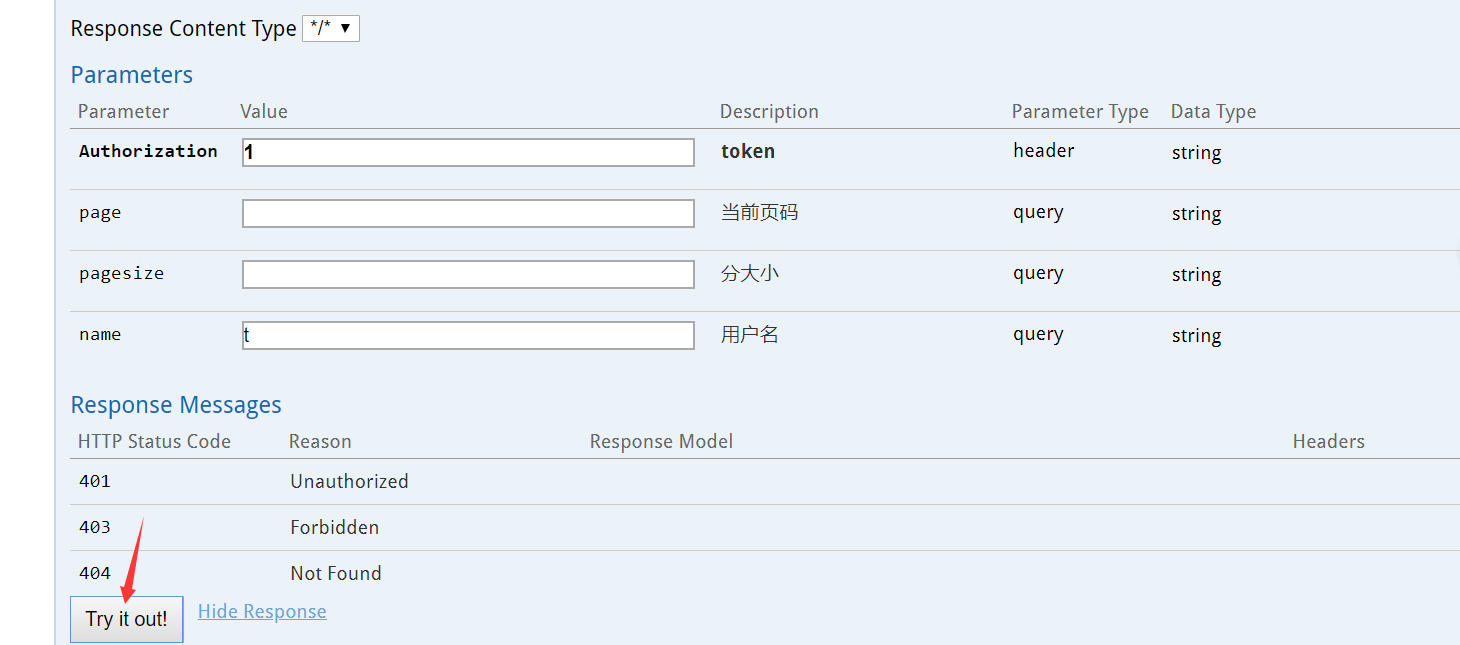 Response Content Type */* ▼
Parameters
Parameter Value Description Parameter Type Data Type
Authorization 1 token header string
page 当前页码 query string
pagesize 分大小 query string
name t 用户名 query string
Response Messages
HTTP Status Code Reason Response Model Headers
401 Unauthorized
403 Forbidden
404 Not Found
Try it out! Hide Response